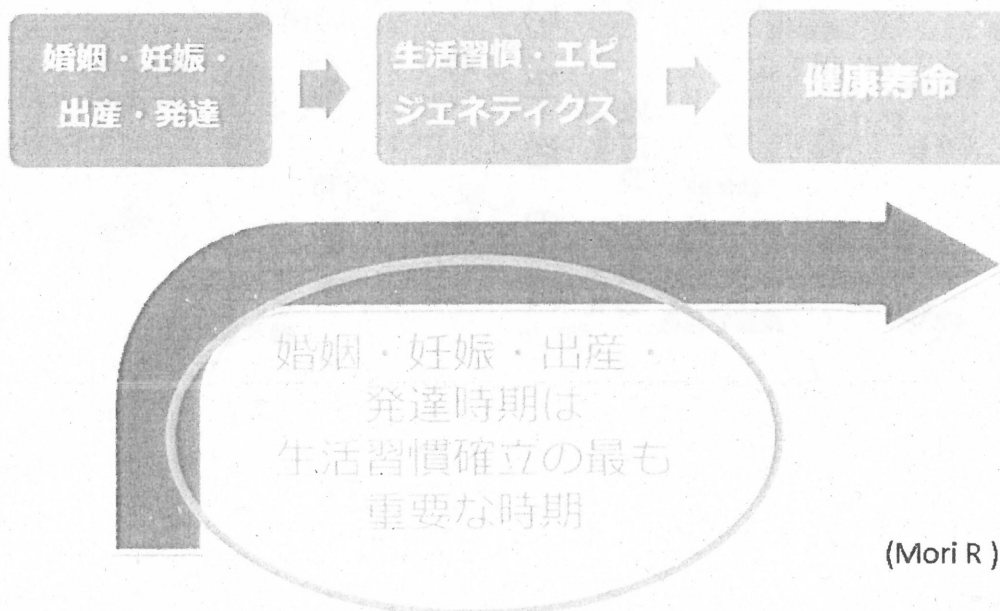 婚姻・妊娠・
出産・発達
生活習慣・エピ
ジェネティクス
健康寿命
婚姻・妊娠・出産・
発達時期は
生活習慣確立の最も
重要な時期
(Mori R )